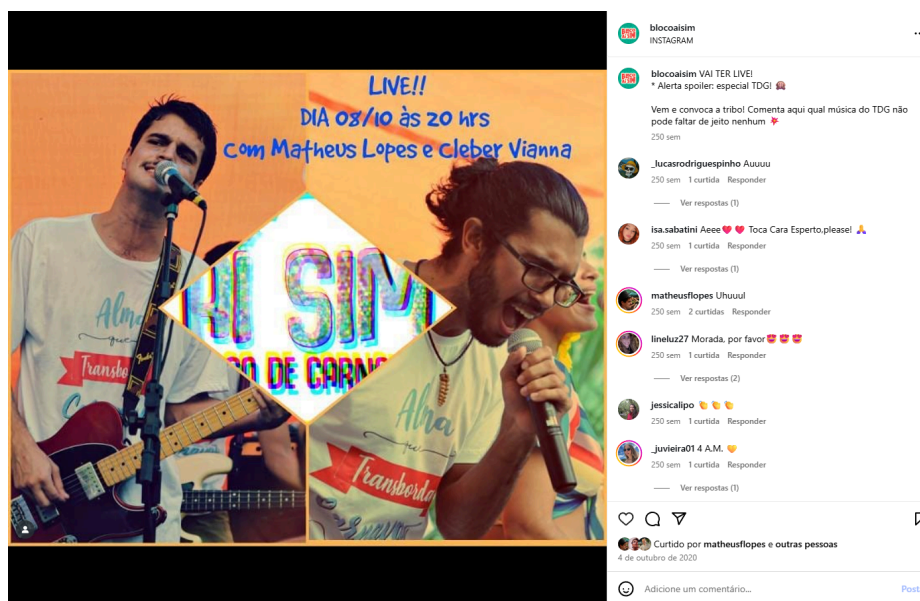 LIVE!!
DIA 08/10 às 20 hrs
com Matheus Lopes e Cleber Vianna
Alma
que
Transbo
HI SIM
DE CARN
Alma
Transborda
Carnaval
blocoaisim
INSTAGRAM
blocoaisim VAI TER LIVE!
* Alerta spoiler: especial TDG!
Vem e convoca a tribo! Comenta aqui qual música do TDG não
pode faltar de jeito nenhum
250 sem
_lucasrodriguespinho Auuuu
250 sem 1 curtida Responder
Ver respostas (1)
isa.sabatini Aeee❤️ ❤️ Toca Cara Esperto,please! 🙏
250 sem 1 curtida Responder
Ver respostas (1)
matheusflopes Uhuuul
250 sem 2 curtidas Responder
lineluz27 Morada, por favor😍 😍 😍
250 sem 1 curtida Responder
Ver respostas (2)
jessicalipo 👏 👏 👏
250 sem 1 curtida Responder
_juvieira01 4 A.M. 🤝
250 sem 1 curtida Responder
Ver respostas (1)
Curtido por matheusflopes e outras pessoas
4 de outubro de 2020
Adicione um comentário...
Post